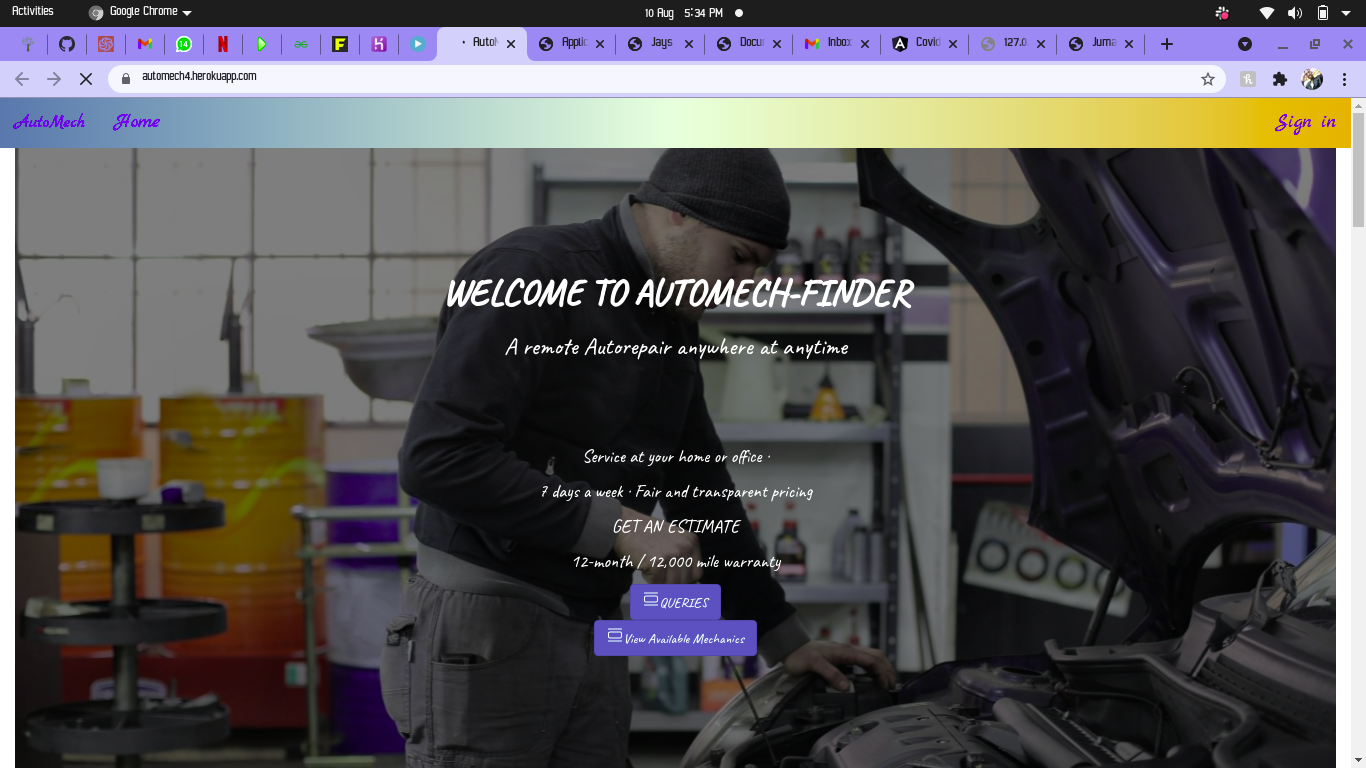 Activities
Google Chrome
10 Aug 5:34 PM
14
AutoM
Applic
Jays
Docu
Inbox
Covid
127.0.
Juma
automech4.herokuapp.com
AutoMech Home Sign in
WELCOME TO AUTOMECH-FINDER
A remote Autorepair anywhere at anytime
Service at your home or office ·
7 days a week · Fair and transparent pricing
GET AN ESTIMATE
12-month / 12,000 mile warranty
QUERIES
View Available Mechanics